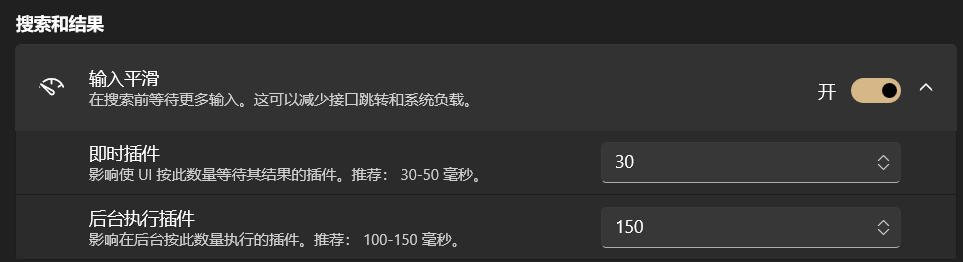 搜索和结果
输入平滑
在搜索前等待更多输入。这可以减少接口跳转和系统负载。
开
即时插件
影响使 UI 按此数量等待其结果的插件。推荐： 30-50 毫秒。
30
后台执行插件
影响在后台按此数量执行的插件。推荐： 100-150 毫秒。
150